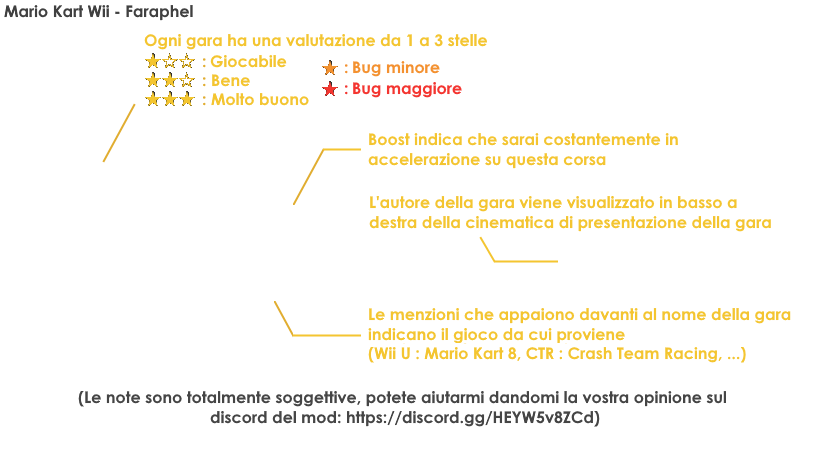 Mario Kart Wii - Faraphel
Ogni gara ha una valutazione da 1 a 3 stelle
: Giocabile
: Bug minore
: Bene
: Bug maggiore
: Molto buono
Boost indica che sarai costantemente in
accelerazione su questa corsa
L'autore della gara viene visualizzato in basso a
destra della cinematica di presentazione della gara
Le menzioni che appaiono davanti al nome della gara
indicano il gioco da cui proviene
(Wii U : Mario Kart 8, CTR : Crash Team Racing, ...)
(Le note sono totalmente soggettive, potete aiutarmi dandomi la vostra opinione sul
discord del mod: https://discord.gg/HEYW5v8ZCd)